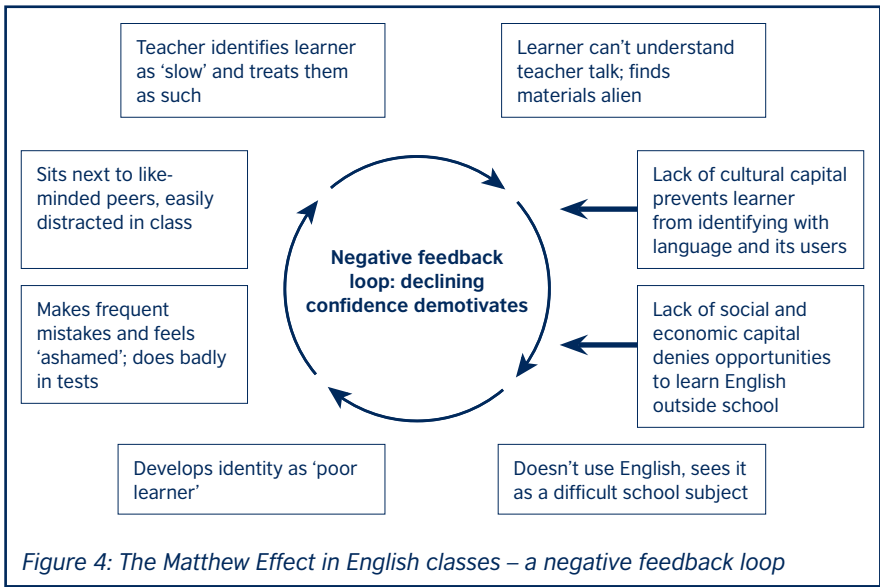 Teacher identifies learner
as ‘slow’ and treats them
as such
Learner can’t understand
teacher talk; finds
materials alien
Sits next to like-
minded peers, easily
distracted in class
Lack of cultural capital
prevents learner
from identifying with
language and its users
Negative feedback
loop: declining
confidence demotivates
Makes frequent
mistakes and feels
‘ashamed’; does badly
in tests
Lack of social and
economic capital
denies opportunities
to learn English
outside school
Develops identity as ‘poor
learner’
Doesn’t use English, sees it
as a difficult school subject
Figure 4: The Matthew Effect in English classes – a negative feedback loop